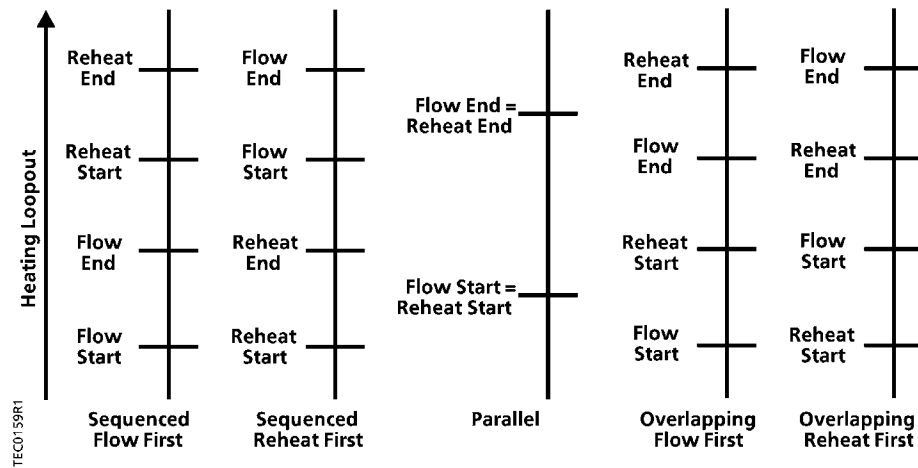 Heating Loopout
TEC0159R1
Reheat
End
Reheat
Start
Flow
End
Flow
Start
Sequenced
Flow First
Flow
End
Flow
Start
Reheat
End
Reheat
Start
Sequenced
Reheat First
Flow End =
Reheat End
Flow Start =
Reheat Start
Parallel
Reheat
End
Flow
End
Reheat
Start
Flow
Start
Overlapping
Flow First
Flow
End
Reheat
End
Flow
Start
Reheat
Start
Overlapping
Reheat First